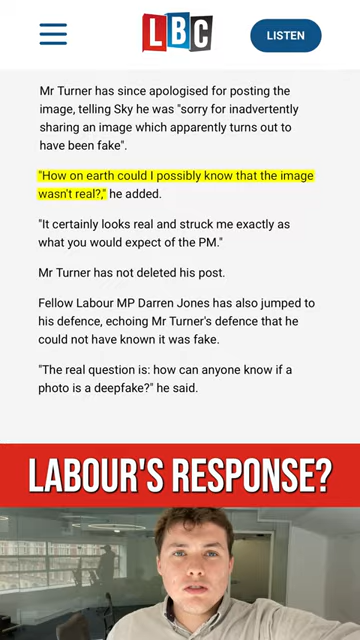 LBC
LISTEN
Mr Turner has since apologised for posting the
image, telling Sky he was "sorry for inadvertently
sharing an image which apparently turns out to
have been fake".
"How on earth could I possibly know that the image
wasn't real?," he added.
"It certainly looks real and struck me exactly as
what you would expect of the PM."
Mr Turner has not deleted his post.
Fellow Labour MP Darren Jones has also jumped to
his defence, echoing Mr Turner's defence that he
could not have known it was fake.
"The real question is: how can anyone know if a
photo is a deepfake?" he said.
LABOUR'S RESPONSE?